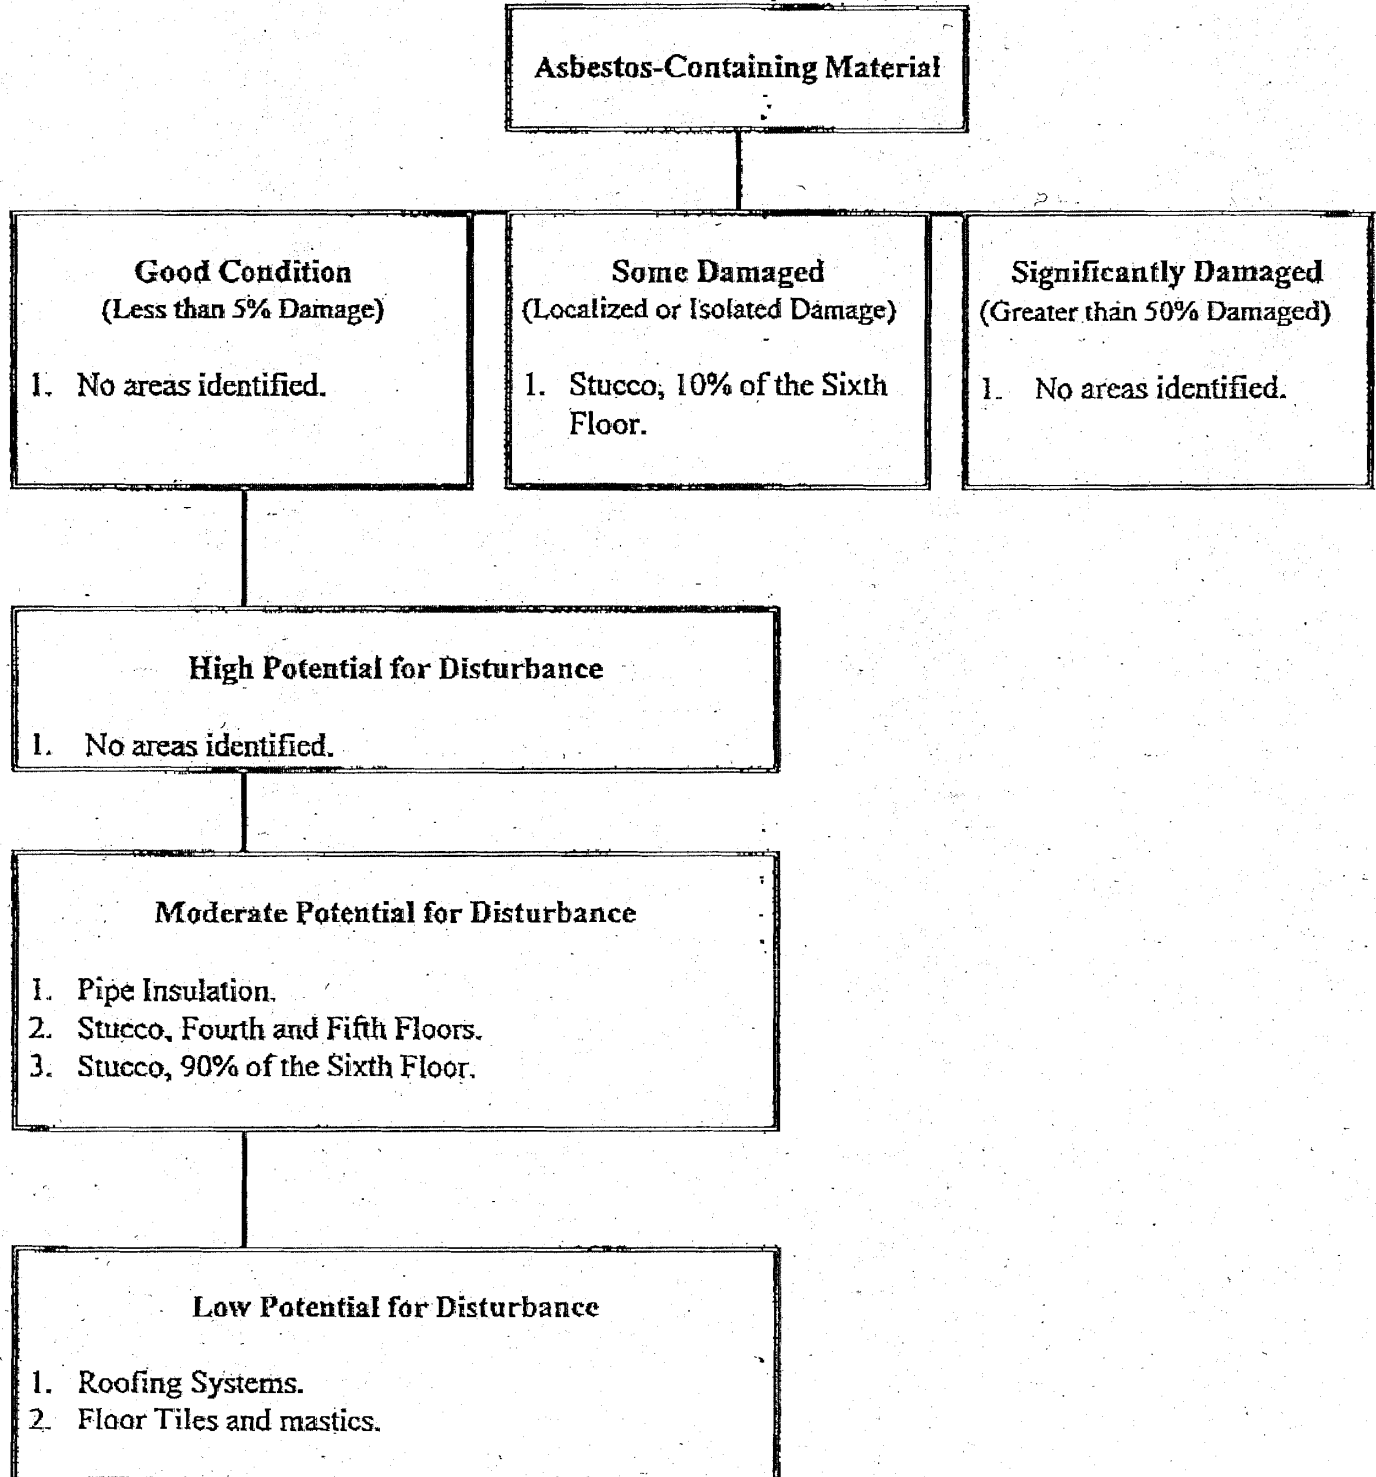 Asbestos-Containing Material
Good Condition
(Less than 5% Damage)
1. No areas identified.
Some Damaged
(Localized or Isolated Damage)
1. Stucco, 10% of the Sixth
Floor.
Significantly Damaged
(Greater than 50% Damaged)
1. No areas identified.
High Potential for Disturbance
1. No areas identified.
Moderate Potential for Disturbance
1. Pipe Insulation.
2. Stucco, Fourth and Fifth Floors.
3. Stucco, 90% of the Sixth Floor.
Low Potential for Disturbance
1. Roofing Systems.
2. Floor Tiles and mastics.